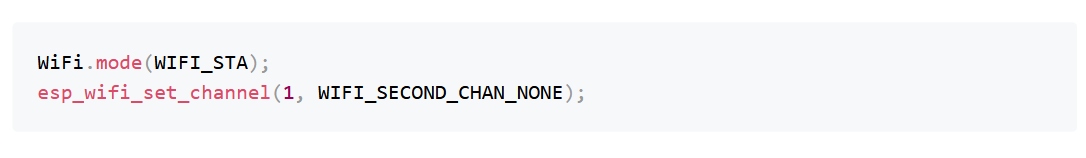 WiFi.mode(WIFI_STA);
esp_wifi_set_channel(1, WIFI_SECOND_CHAN_NONE);